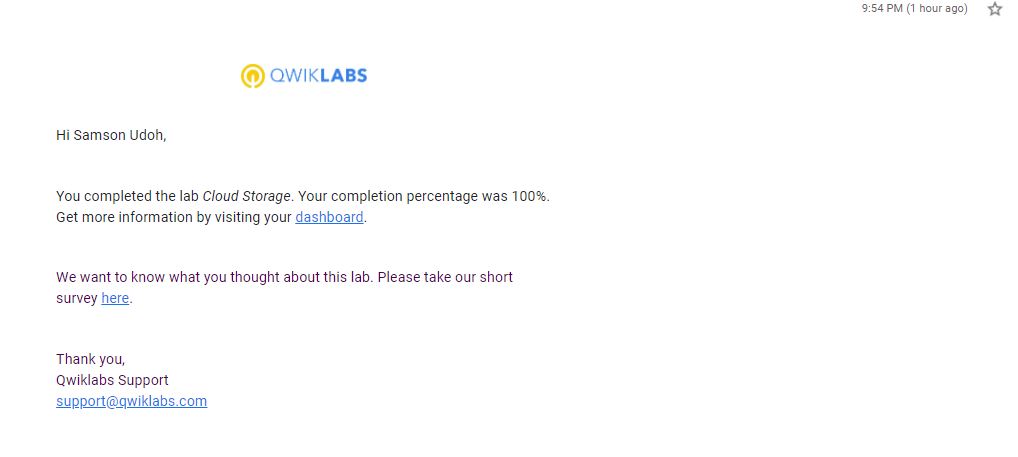 9:54 PM (1 hour ago)
QWIKLABS
Hi Samson Udoh,
You completed the lab Cloud Storage. Your completion percentage was 100%.
Get more information by visiting your dashboard.
We want to know what you thought about this lab. Please take our short
survey here.
Thank you,
Qwiklabs Support
support@qwiklabs.com